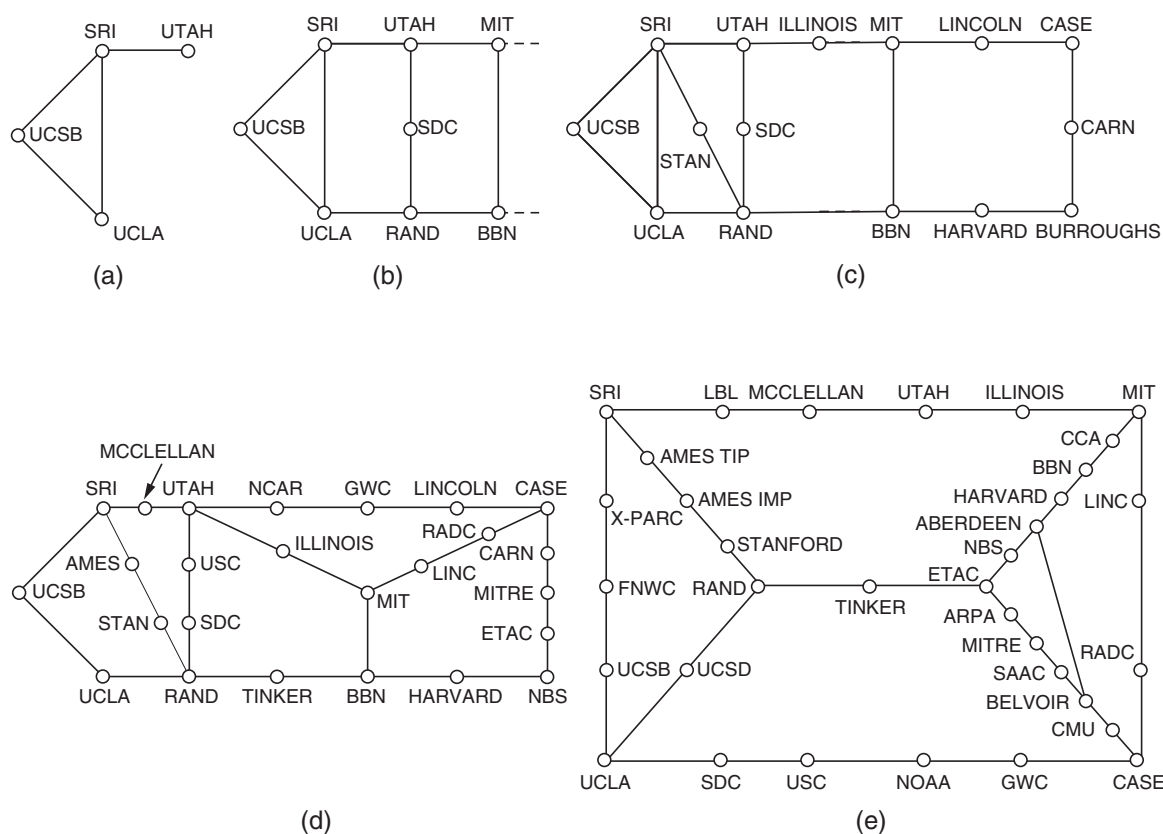 SRI UTAH
UCSB
UCLA
(a)
SRI UTAH MIT
UCSB SDC
UCLA RAND BBN
(b)
SRI UTAH ILLINOIS MIT LINCOLN CASE
UCSB SDC CARN
STAN
UCLA RAND BBN HARVARD BURROUGHS
(c)
MCCLELLAN
SRI UTAH NCAR GWC LINCOLN CASE
RADC
ILLINOIS CARN
AMES USC LINC
UCSB MIT MITRE
STAN SDC ETAC
UCLA RAND TINKER BBN HARVARD NBS
(d)
SRI LBL MCCLELLAN UTAH ILLINOIS MIT
CCA
AMES TIP BBN
AMES IMP HARVARD LINC
X-PARC ABERDEEN
STANFORD NBS
FNWC RAND ETAC
TINKER
ARPA
MITRE
UCSB UCSD SAAC RADC
BELVOIR
CMU
UCLA SDC USC NOAA GWC CASE
(e)